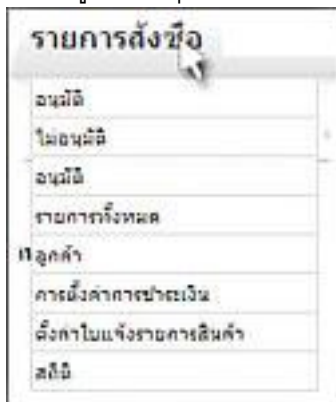 รายการสั่งซื้อ
อนุมัติ
ไม่อนุมัติ
อนุมัติ
รายการทั้งหมด
ลูกค้า
การตั้งค่าการชำระเงิน
ตั้งค่าใบแจ้งรายการสินค้า
สถิติ